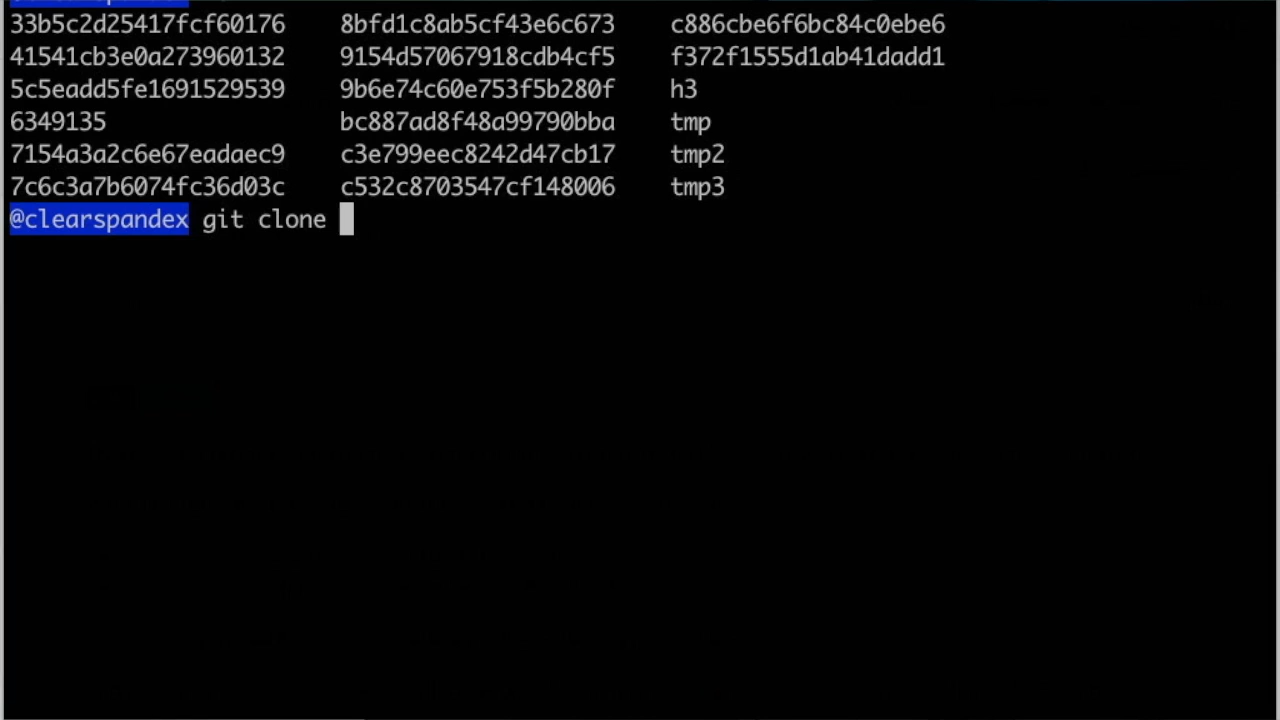 33b5c2d25417fcf60176 8bfd1c8ab5cf43e6c673 c886cbe6f6bc84c0ebe6
41541cb3e0a273960132 9154d57067918cdb4cf5 f372f1555d1ab41dadd1
5c5eadd5fe1691529539 9b6e74c60e753f5b280f h3
6349135 bc887ad8f48a99790bba tmp
7154a3a2c6e67eadaec9 c3e799eec8242d47cb17 tmp2
7c6c3a7b6074fc36d03c c532c8703547cf148006 tmp3
@clearspandex git clone